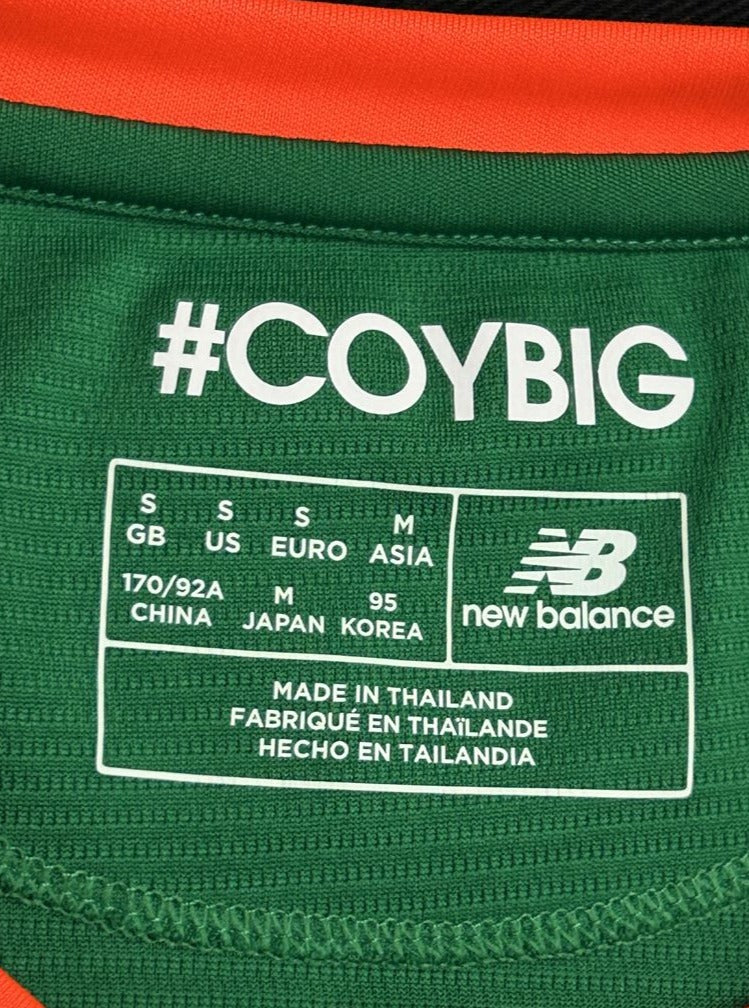 #COYBIG
S S S M
GB US EURO ASIA
170/92A M 95
CHINA JAPAN KOREA
NB
new balance
MADE IN THAILAND
FABRIQUÉ EN THAïLANDE
HECHO EN TAILANDIA